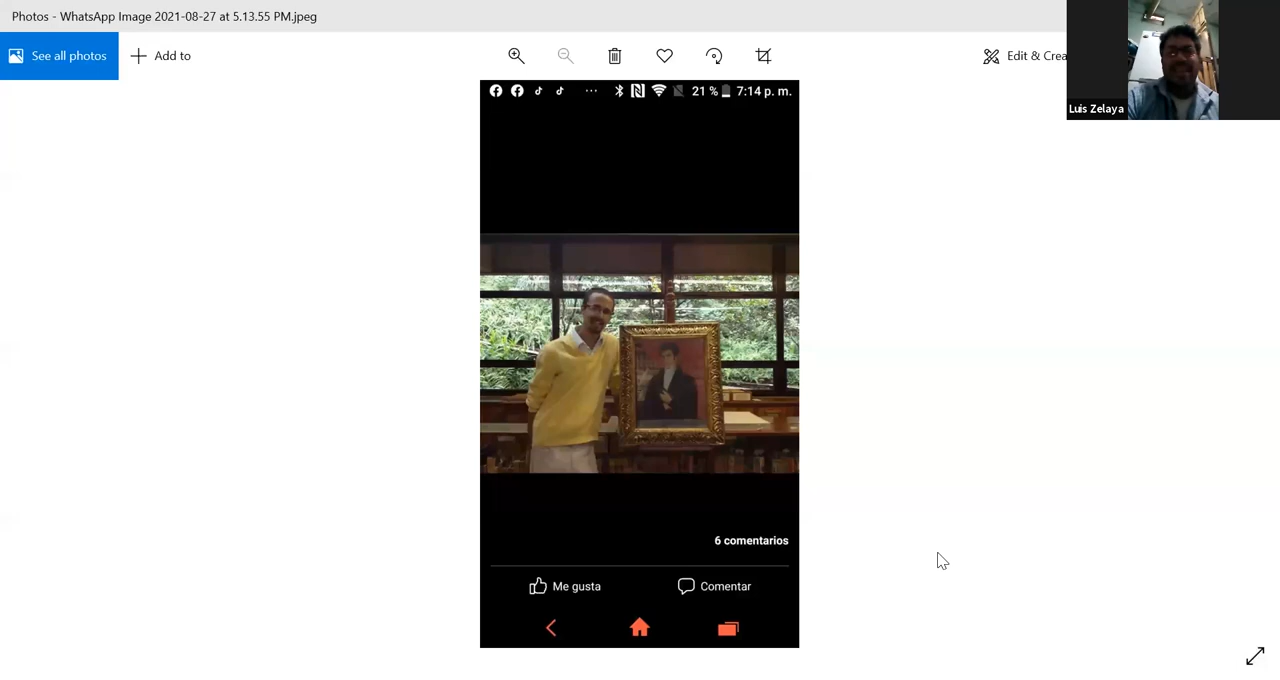 Photos - WhatsApp Image 2021-08-27 at 5.13.55 PM.jpeg
See all photos
Add to
Edit & Crea
Luis Zelaya
21 % 7:14 p. m.
6 comentarios
Me gusta
Comentar